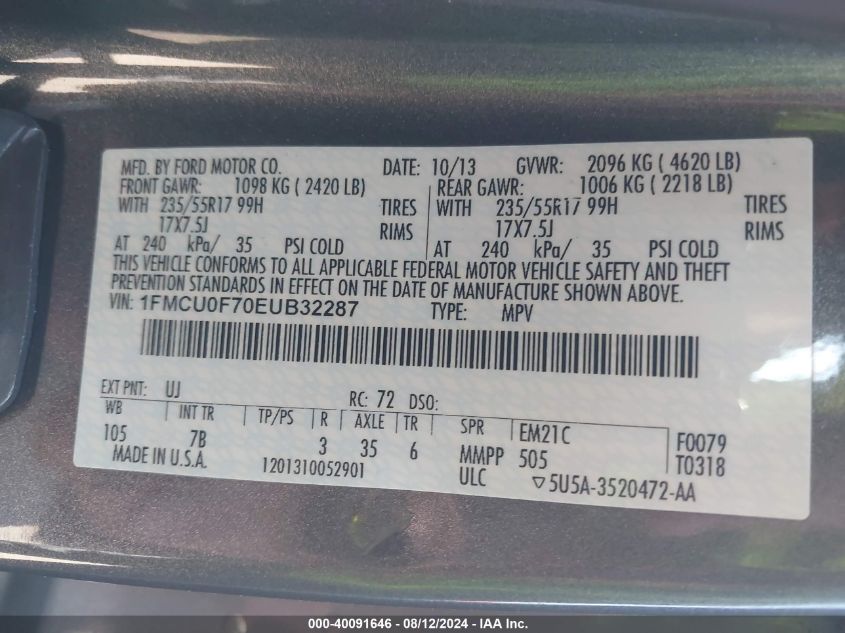 MFD. BY FORD MOTOR CO. DATE: 10/13 GVWR: 2096 KG ( 4620 LB)
FRONT GAWR: 1098 KG ( 2420 LB) REAR GAWR: 1006 KG ( 2218 LB)
WITH 235/55R17 99H TIRES WITH 235/55R17 99H TIRES
17X7.5J RIMS 17X7.5J RIMS
AT 240 kPa/ 35 PSI COLD AT 240 kPa/ 35 PSI COLD
THIS VEHICLE CONFORMS TO ALL APPLICABLE FEDERAL MOTOR VEHICLE SAFETY AND THEFT
PREVENTION STANDARDS IN EFFECT ON THE DATE OF MANUFACTURE SHOWN ABOVE.
VIN: 1FMCU0F70EUB32287 TYPE: MPV
EXT PNT: UJ RC: 72 DSO:
WB INT TR TP/PS R AXLE TR SPR EM21C F0079
105 7B 3 35 6 MMPP 505 T0318
MADE IN U.S.A. 1201310052901 ULC ▽5U5A-3520472-AA
000-40091646 - 08/12/2024 - IAA Inc.